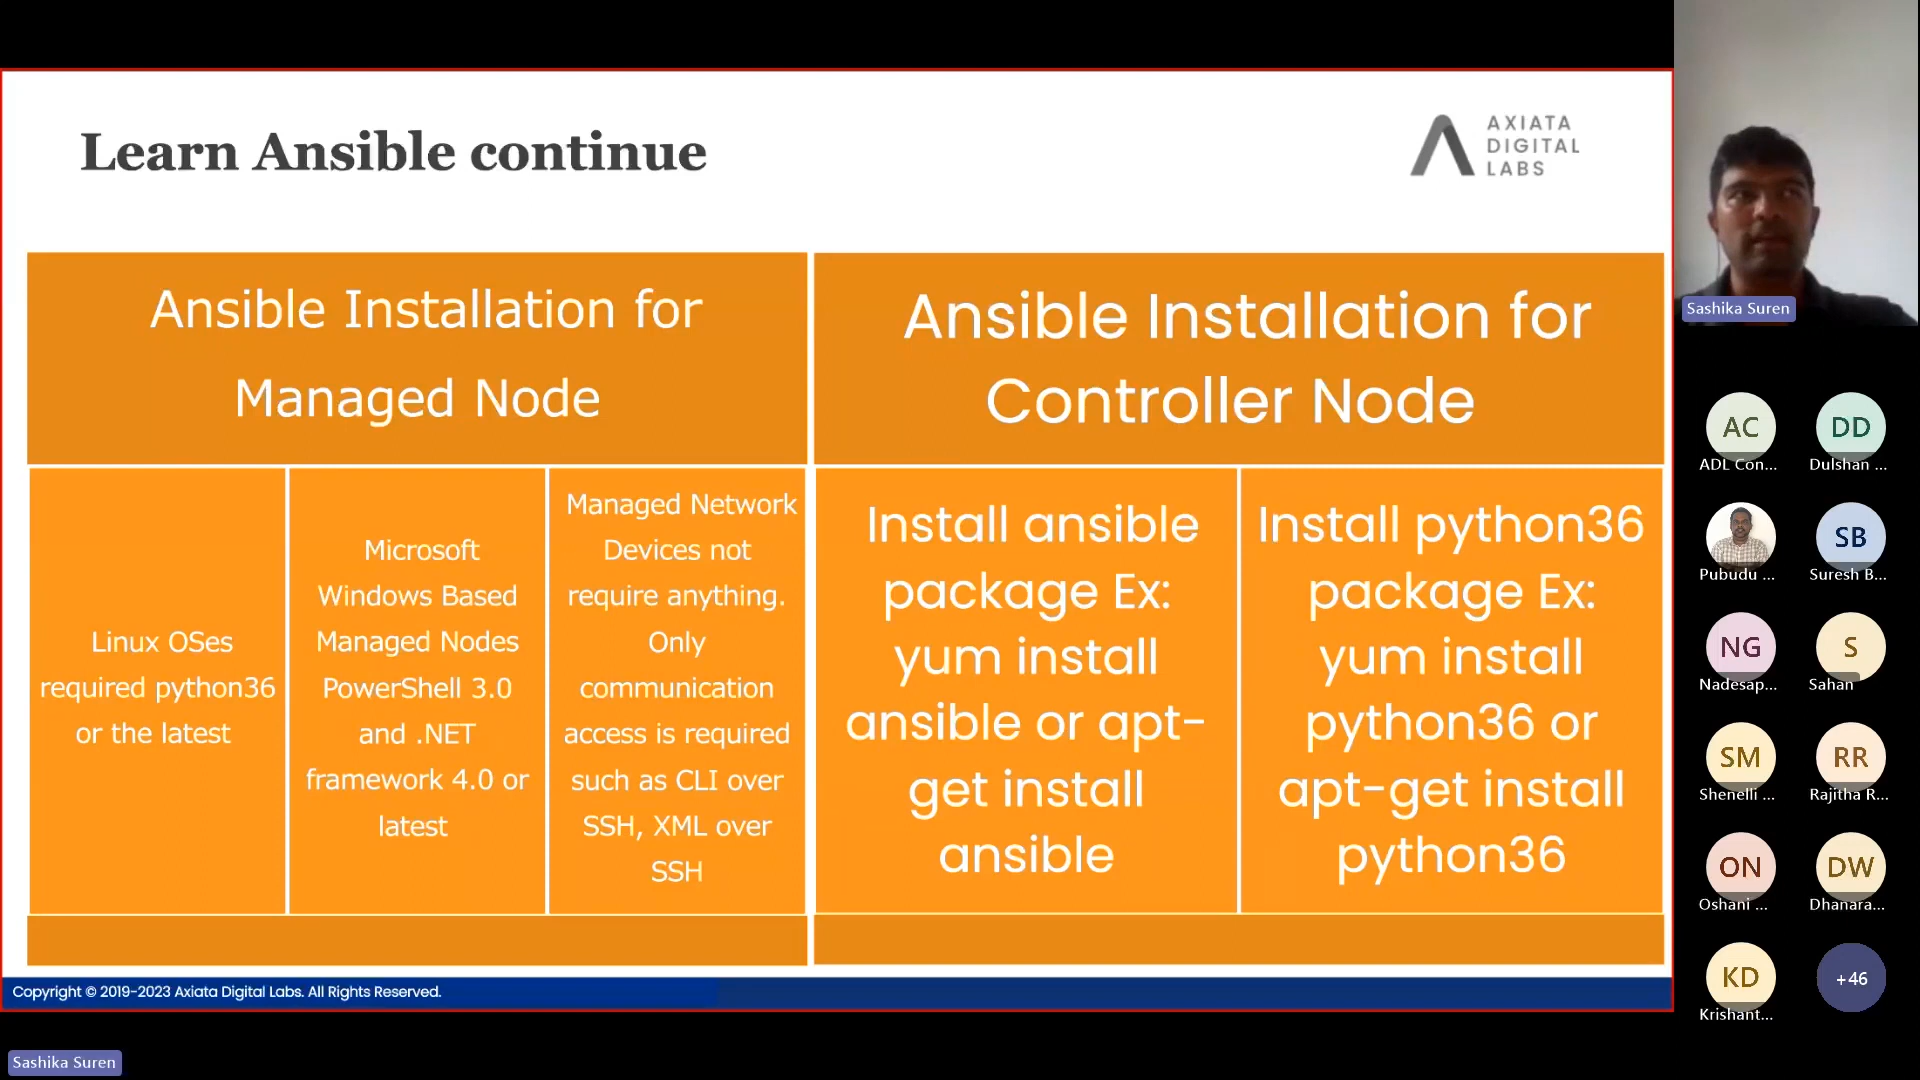 Learn Ansible continue
AXIATA
DIGITAL
LABS
Ansible Installation for
Managed Node
Ansible Installation for
Controller Node
Linux OSes
required python36
or the latest
Microsoft
Windows Based
Managed Nodes
PowerShell 3.0
and .NET
framework 4.0 or
latest
Managed Network
Devices not
require anything.
Only
communication
access is required
such as CLI over
SSH, XML over
SSH
Install ansible
package Ex:
yum install
ansible or apt-
get install
ansible
Install python36
package Ex:
yum install
python36 or
apt-get install
python36
Copyright © 2019-2023 Axiata Digital Labs. All Rights Reserved.
Sashika Suren
Sashika Suren
AC
ADL Con...
DD
Dulshan ...
Pubudu ...
SB
Suresh B...
NG
Nadesap...
S
Sahan
SM
Shenelli ...
RR
Rajitha R...
ON
Oshani ...
DW
Dhanara...
KD
Krishant...
+46